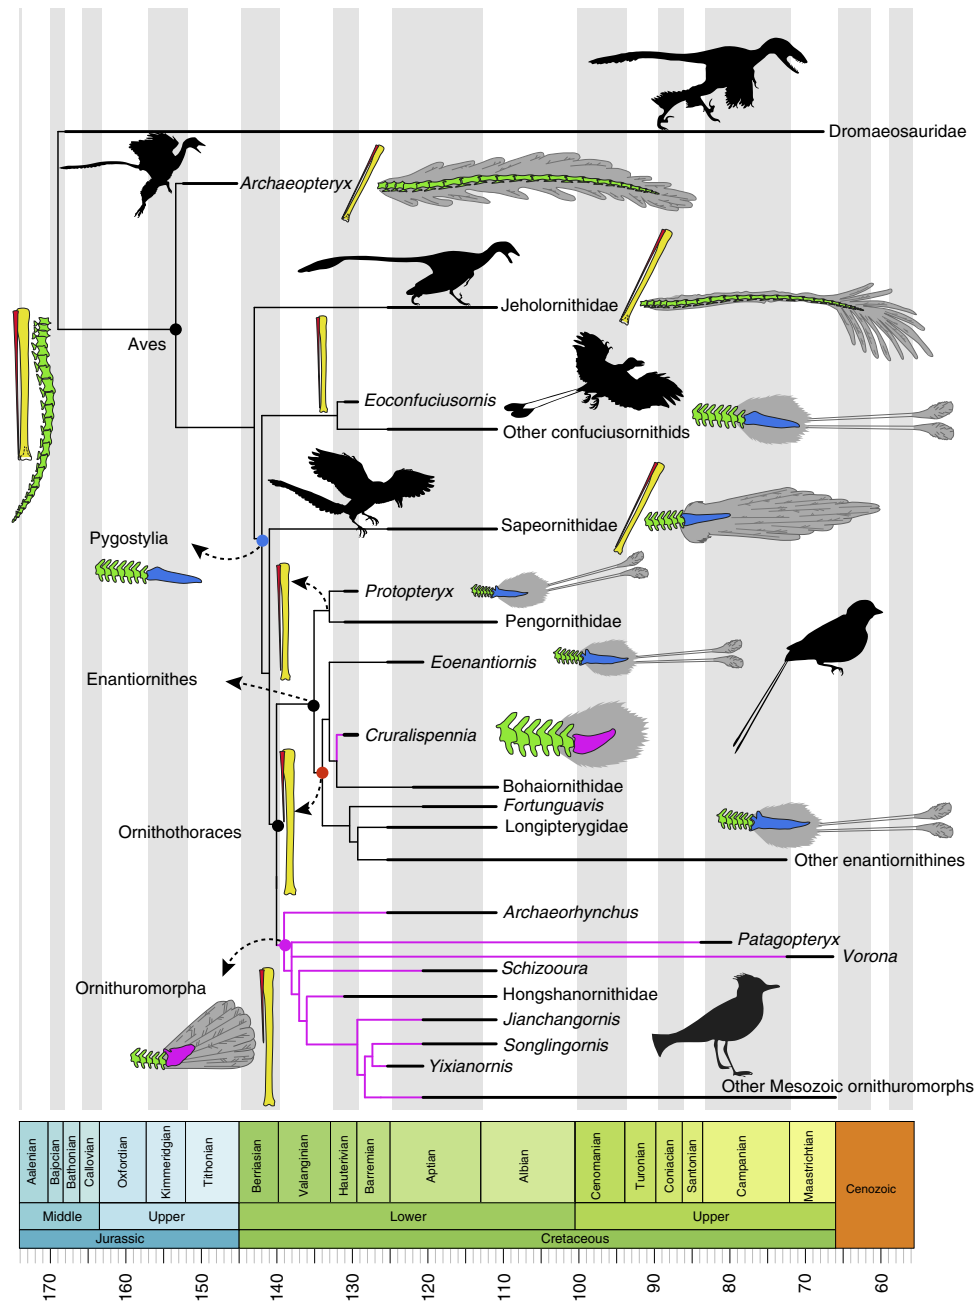 Dromaeosauridae
Archaeopteryx
Jeholornithidae
Aves
Eoconfuciusornis
Other confuciusornithids
Sapeornithidae
Pygostylia
Protopteryx
Pengornithidae
Eoenantiornis
Enantiornithes
Cruralispennia
Bohaiornithidae
Fortunguavis
Longipterygidae
Ornithothoraces
Other enantiornithines
Archaeorhynchus
Patagopteryx
Vorona
Schizooura
Ornithuromorpha
Hongshanornithidae
Jianchangornis
Songlingornis
Yixianornis
Other Mesozoic ornithuromorphs
Aalenian
Bajocian
Bathonian
Callovian
Oxfordian
Kimmeridgian
Tithonian
Berriasian
Valanginian
Hauterivian
Barremian
Aptian
Albian
Cenomanian
Turonian
Coniacian
Santonian
Campanian
Maastrichtian
Cenozoic
Middle Upper Lower Upper
Jurassic Cretaceous
170 160 150 140 130 120 110 100 90 80 70 60